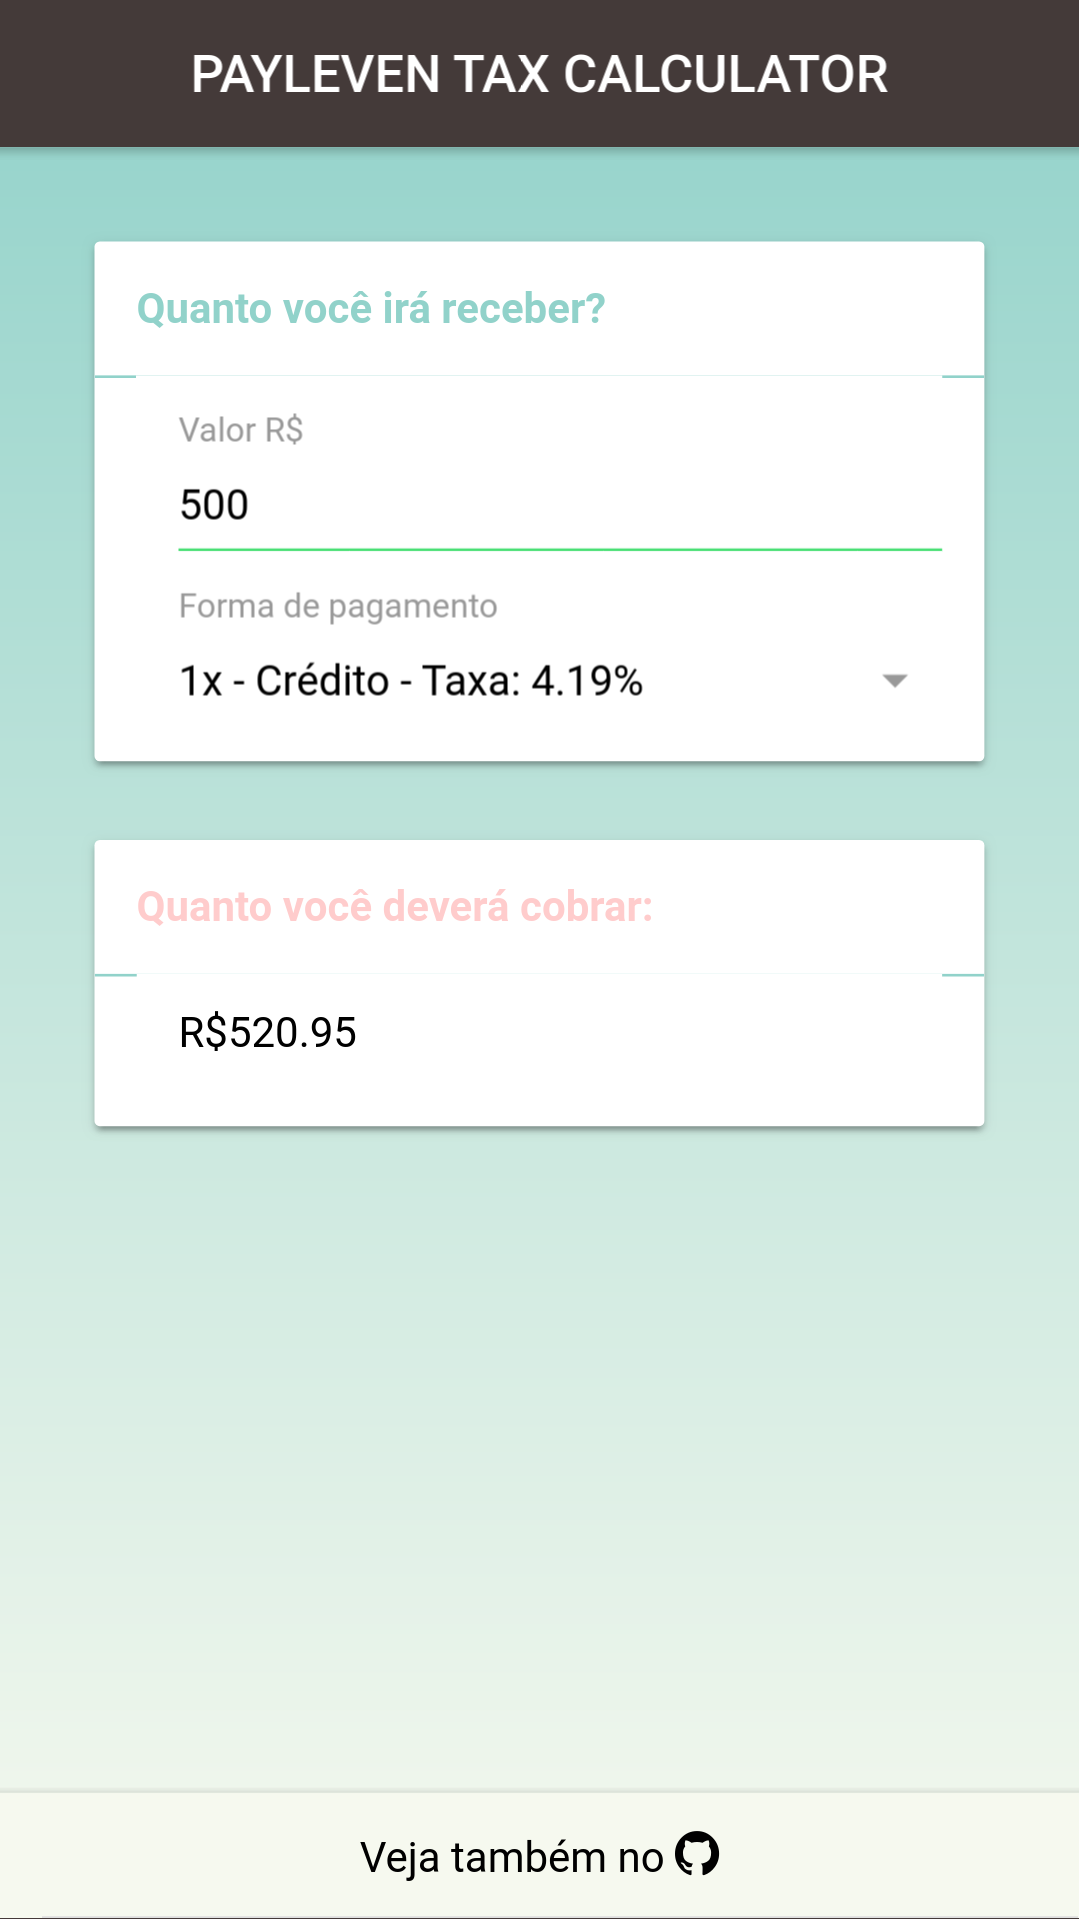 PAYLEVEN TAX CALCULATOR
Quanto você irá receber?
Valor R$
500
Forma de pagamento
1x - Crédito - Taxa: 4.19%
Quanto você deverá cobrar:
R$520.95
Veja também no